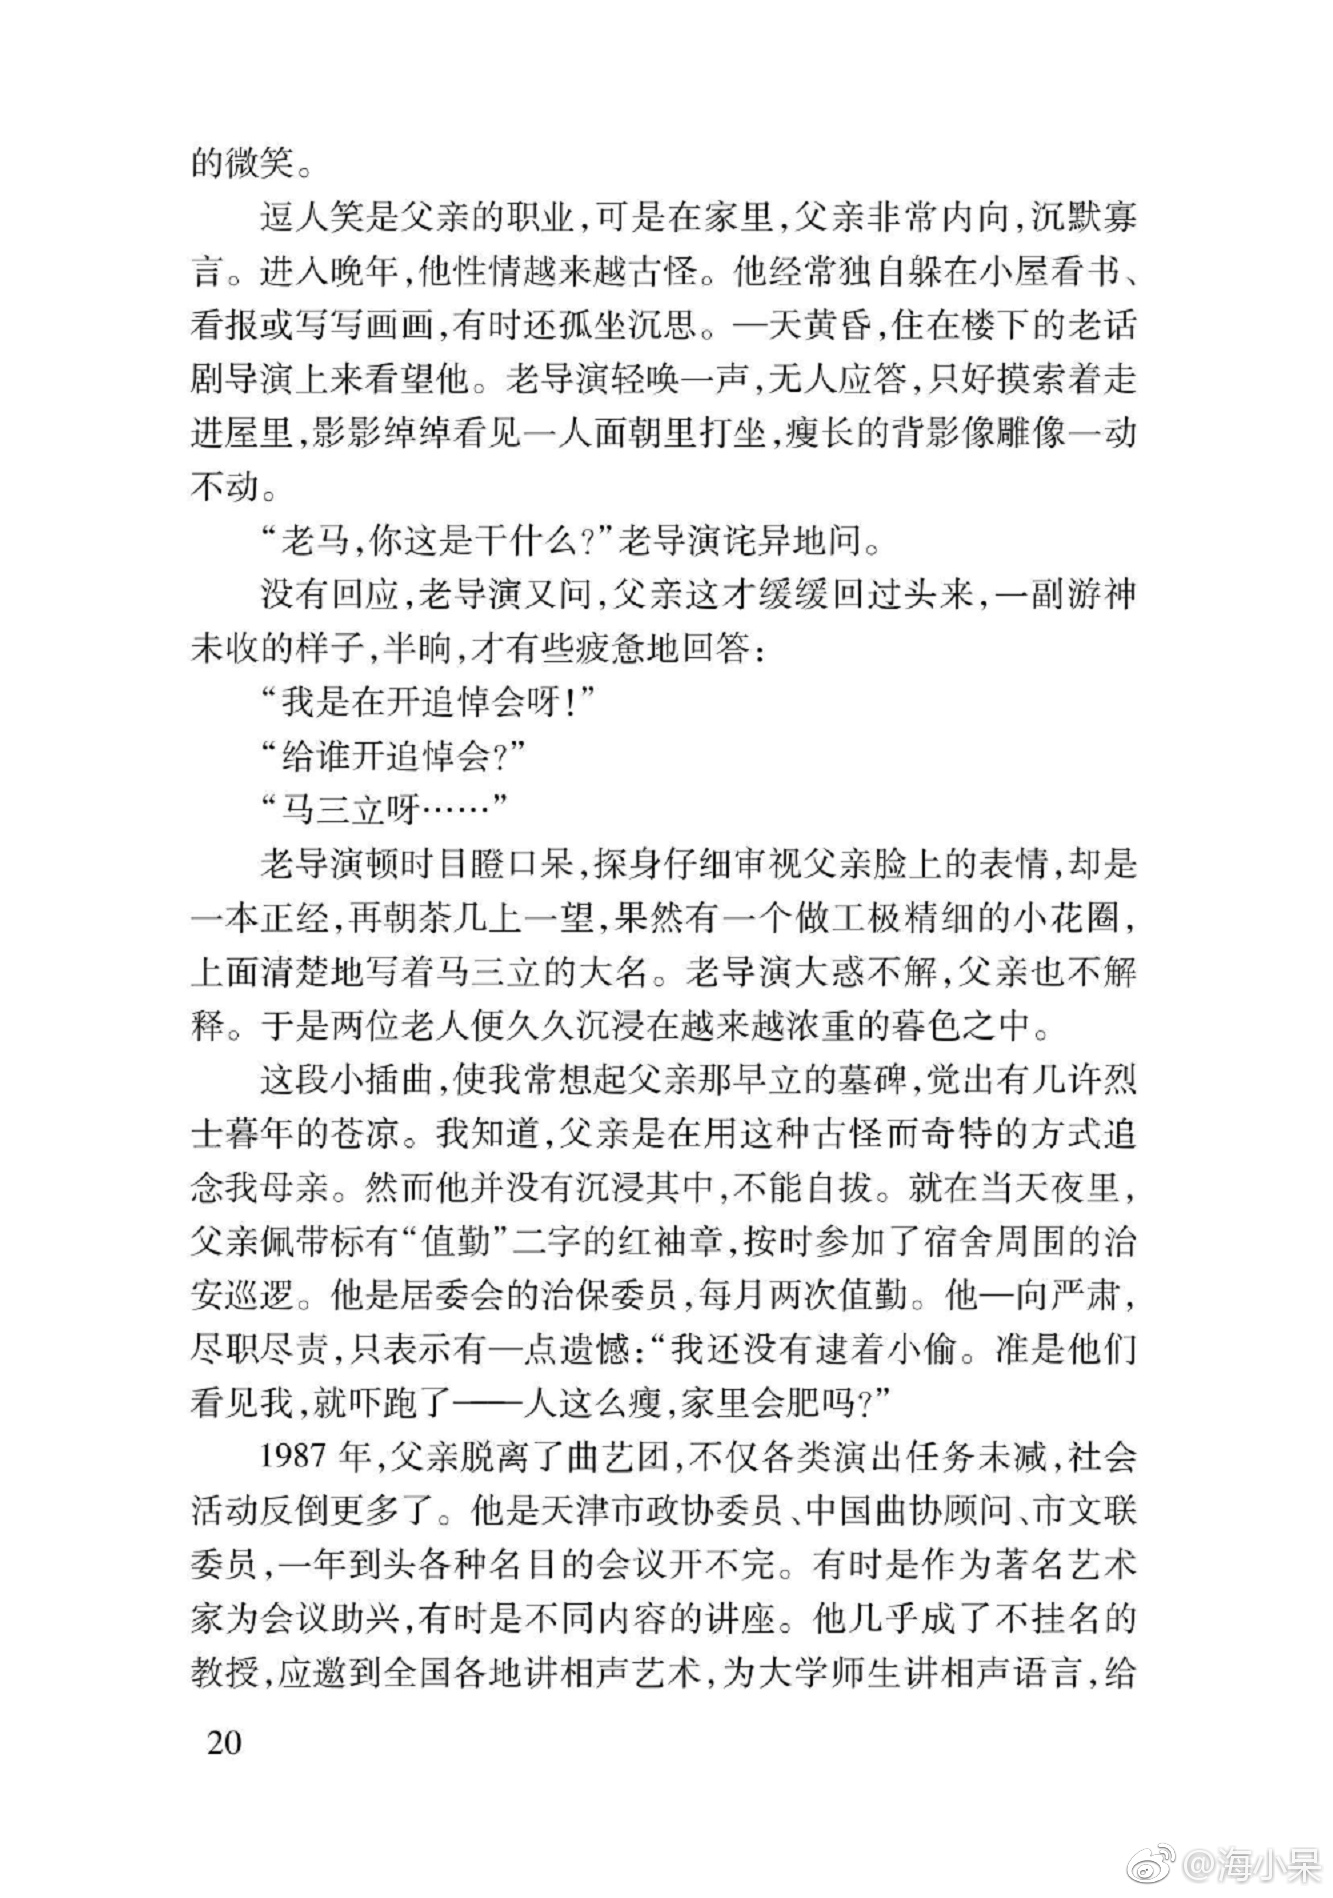 的微笑。
逗人笑是父亲的职业,可是在家里,父亲非常内向,沉默寡
言。进入晚年,他性情越来越古怪。他经常独自躲在小屋看书、
看报或写写画画,有时还孤坐沉思。—天黄昏,住在楼下的老话
剧导演上来看望他。老导演轻唤一声,无人应答,只好摸索着走
进屋里,影影绰绰看见一人面朝里打坐,瘦长的背影像雕像一动
不动。
“老马,你这是干什么?”老导演诧异地问。
没有回应,老导演又问,父亲这才缓缓回过头来,一副游神
未收的样子,半晌,才有些疲惫地回答:
“我是在开追悼会呀!”
“给谁开追悼会?”
“马三立呀……”
老导演顿时目瞪口呆,探身仔细审视父亲脸上的表情,却是
一本正经,再朝茶几上一望,果然有一个做工极精细的小花圈,
上面清楚地写着马三立的大名。老导演大惑不解,父亲也不解
释。于是两位老人便久久沉浸在越来越浓重的暮色之中。
这段小插曲,使我常想起父亲那早立的墓碑,觉出有几许烈
士暮年的苍凉。我知道,父亲是在用这种古怪而奇特的方式追
念我母亲。然而他并没有沉浸其中,不能自拔。就在当天夜里,
父亲佩带标有“值勤”二字的红袖章,按时参加了宿舍周围的治
安巡逻。他是居委会的治保委员,每月两次值勤。他—向严肃,
尽职尽责,只表示有—点遗憾:“我还没有逮着小偷。准是他们
看见我,就吓跑了——人这么瘦,家里会肥吗?”
1987 年,父亲脱离了曲艺团,不仅各类演出任务未减,社会
活动反倒更多了。他是天津市政协委员、中国曲协顾问、市文联
委员,一年到头各种名目的会议开不完。有时是作为著名艺术
家为会议助兴,有时是不同内容的讲座。他几乎成了不挂名的
教授,应邀到全国各地讲相声艺术,为大学师生讲相声语言,给
20
@海小呆